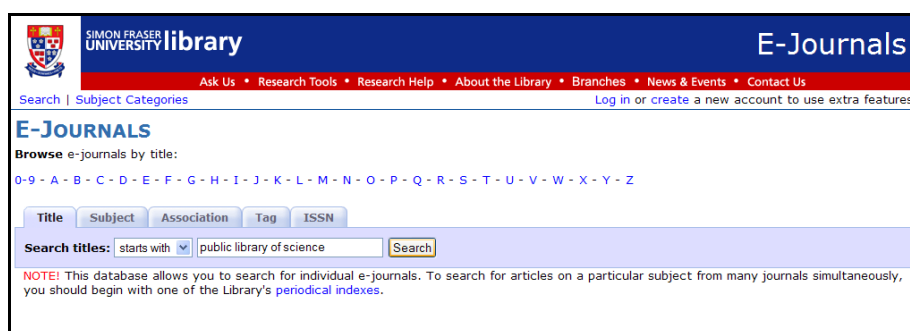 SIMON FRASER
UNIVERSITY library
E-Journals
Ask Us • Research Tools • Research Help • About the Library • Branches • News & Events • Contact Us
Search | Subject Categories
Log in or create a new account to use extra features
E-JOURNALS
Browse e-journals by title:
0-9 - A - B - C - D - E - F - G - H - I - J - K - L - M - N - O - P - Q - R - S - T - U - V - W - X - Y - Z
Title Subject Association Tag ISSN
Search titles: starts with public library of science Search
NOTE! This database allows you to search for individual e-journals. To search for articles on a particular subject from many journals simultaneously,
you should begin with one of the Library's periodical indexes.